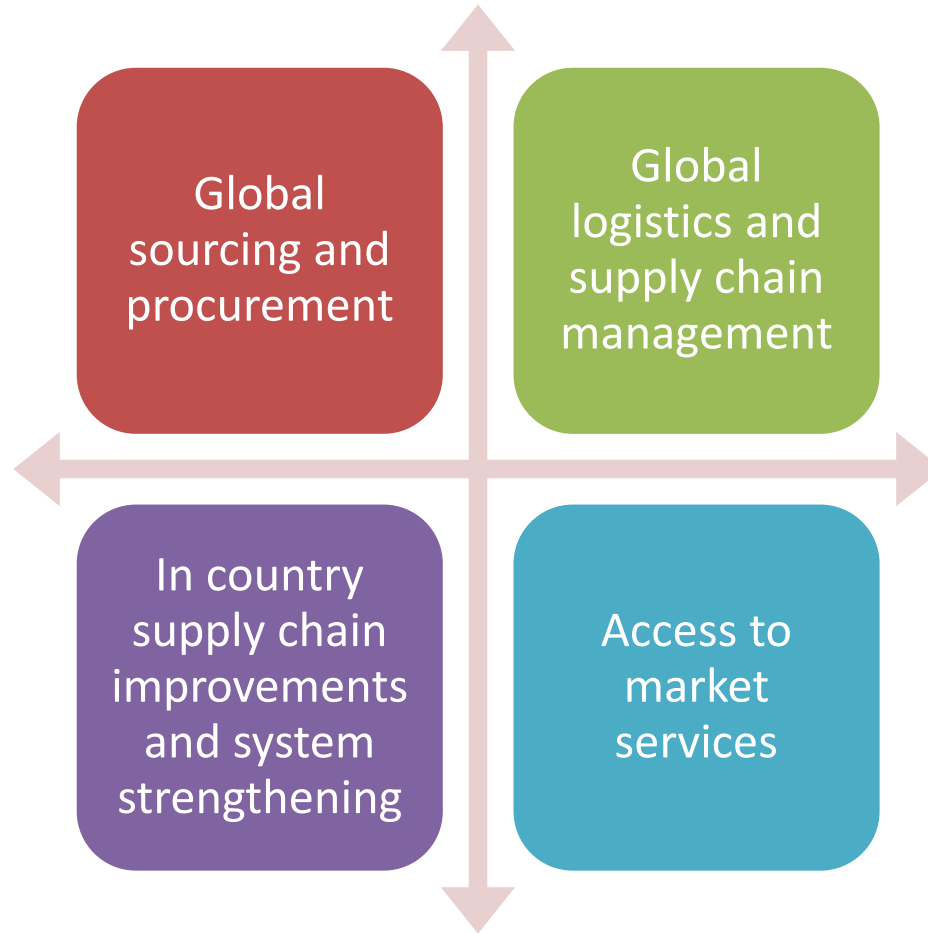 Global
sourcing and
procurement
Global
logistics and
supply chain
management
In country
supply chain
improvements
and system
strengthening
Access to
market
services